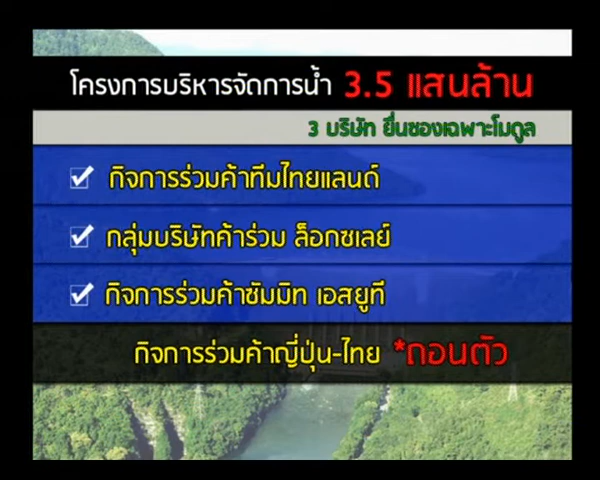 โครงการบริหารจัดการน้ำ 3.5 แสนล้าน
3 บริษัท ยื่นซองเฉพาะโมดูล
กิจการร่วมค้าทีมไทยแลนด์
กลุ่มบริษัทค้าร่วม ล็อกซเลย์
กิจการร่วมค้าซัมมิท เอสยูที
กิจการร่วมค้าญี่ปุ่น-ไทย *ถอนตัว